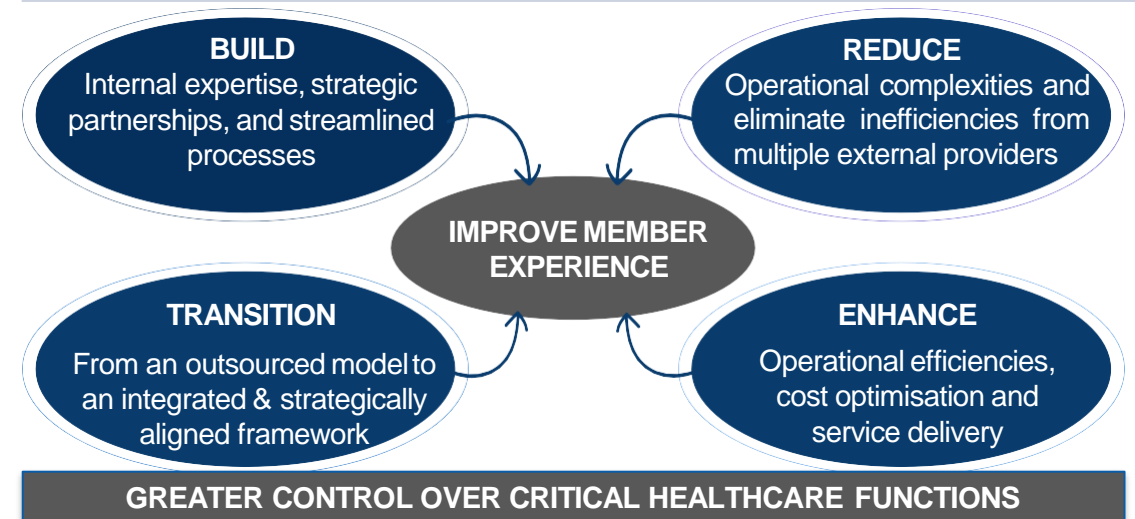 BUILD
Internal expertise, strategic
partnerships, and streamlined
processes
REDUCE
Operational complexities and
eliminate inefficiencies from
multiple external providers
IMPROVE MEMBER
EXPERIENCE
TRANSITION
From an outsourced model to
an integrated & strategically
aligned framework
ENHANCE
Operational efficiencies,
cost optimisation and
service delivery
GREATER CONTROL OVER CRITICAL HEALTHCARE FUNCTIONS